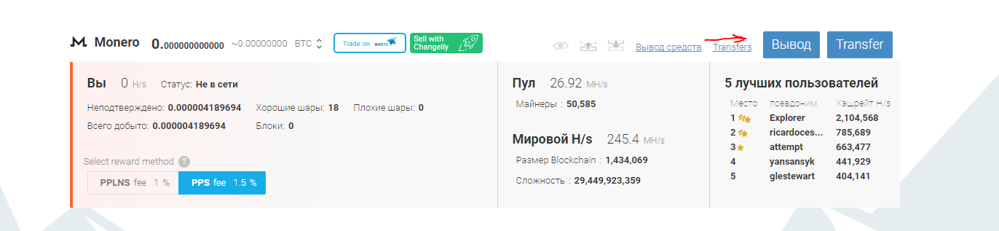 Monero 0.000000000000 ~0.00000000 BTC Trade on HitBTC Sell with Changelly Вывод средств Transfers Вывод Transfer
Вы 0 H/s Статус: Не в сети
Неподтверждено: 0.000004189694 Хорошие шары: 18 Плохие шары: 0
Всего добыто: 0.000004189694 Блоки: 0
Select reward method ?
PPLNS fee 1 % PPS fee 1.5 %
Пул 26.92 MH/s
Майнеры : 50,585
Мировой H/s 245.4 MH/s
Размер Blockchain : 1,434,069
Сложность : 29,449,923,359
5 лучших пользователей
Место псевдоним Хэшрейт H/s
1 Explorer 2,104,568
2 ricardoces... 785,689
3 attempt 663,477
4 yansansyk 441,929
5 glestewart 404,141